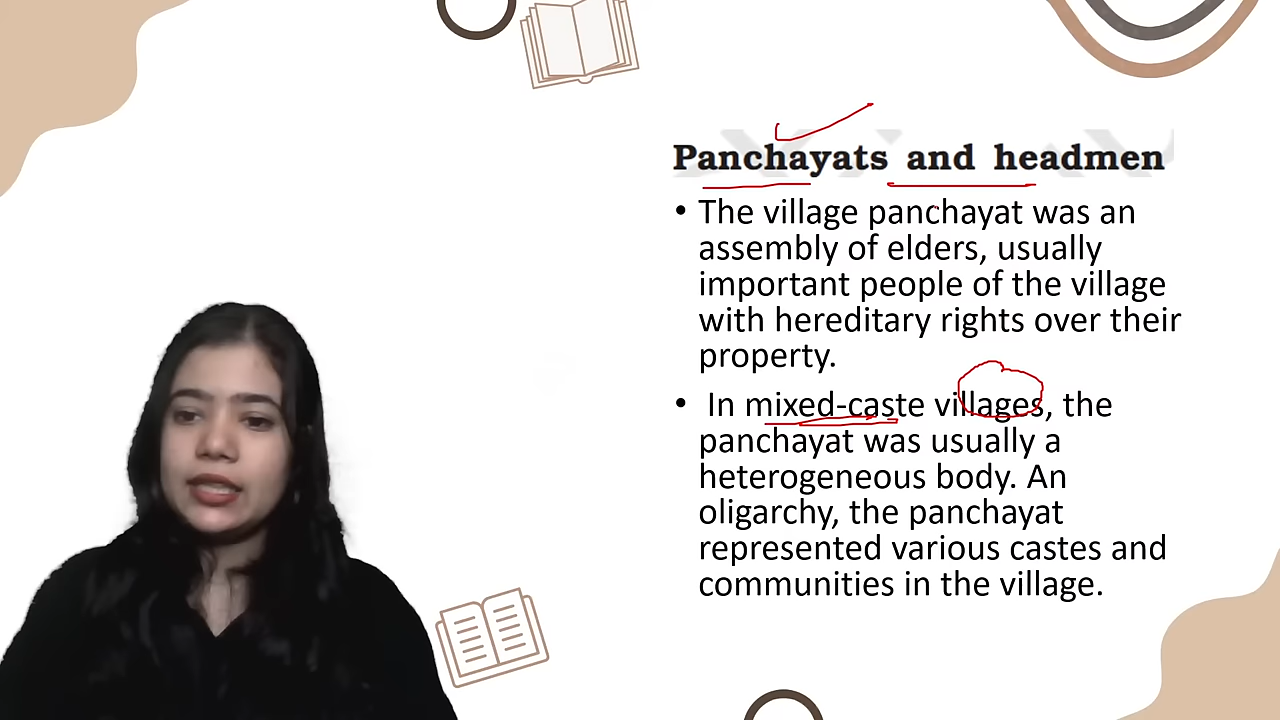 Panchayats and headmen
• The village panchayat was an
assembly of elders, usually
important people of the village
with hereditary rights over their
property.
• In mixed-caste villages, the
panchayat was usually a
heterogeneous body. An
oligarchy, the panchayat
represented various castes and
communities in the village.